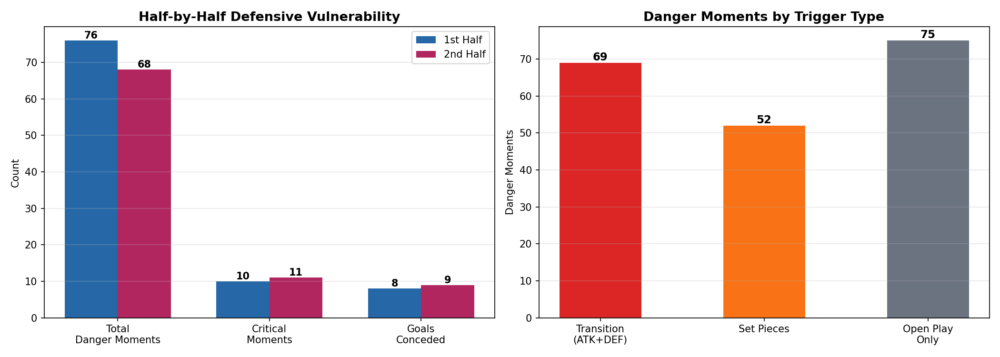 Half-by-Half Defensive Vulnerability
1st Half
2nd Half
Count
70
60
50
40
30
20
10
0
76
68
10
11
8
9
Total
Danger Moments
Critical
Moments
Goals
Conceded
Danger Moments by Trigger Type
Danger Moments
70
60
50
40
30
20
10
0
69
52
75
Transition
(ATK+DEF)
Set Pieces
Open Play
Only